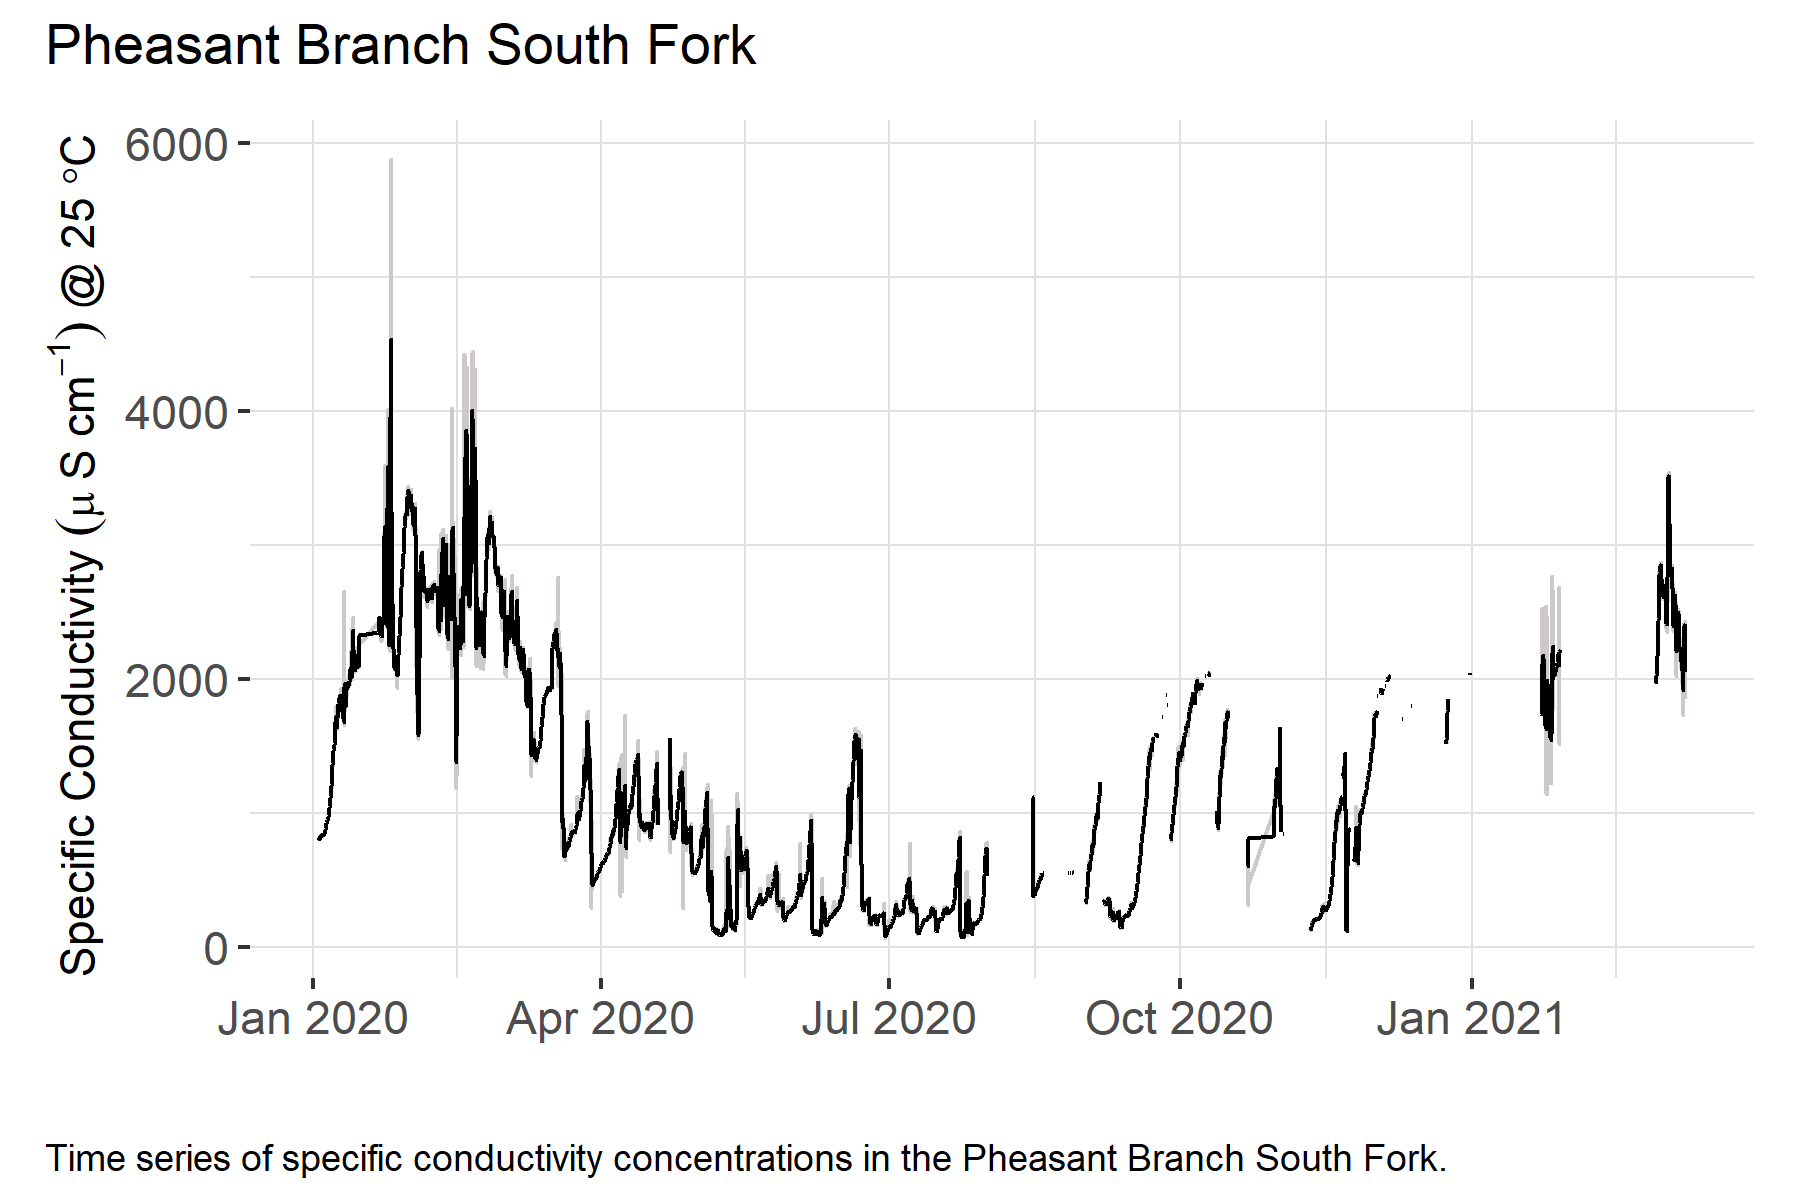 Pheasant Branch South Fork
Specific Conductivity (μ S cm⁻¹) @ 25 °C
6000
4000
2000
0
Jan 2020 Apr 2020 Jul 2020 Oct 2020 Jan 2021
Time series of specific conductivity concentrations in the Pheasant Branch South Fork.